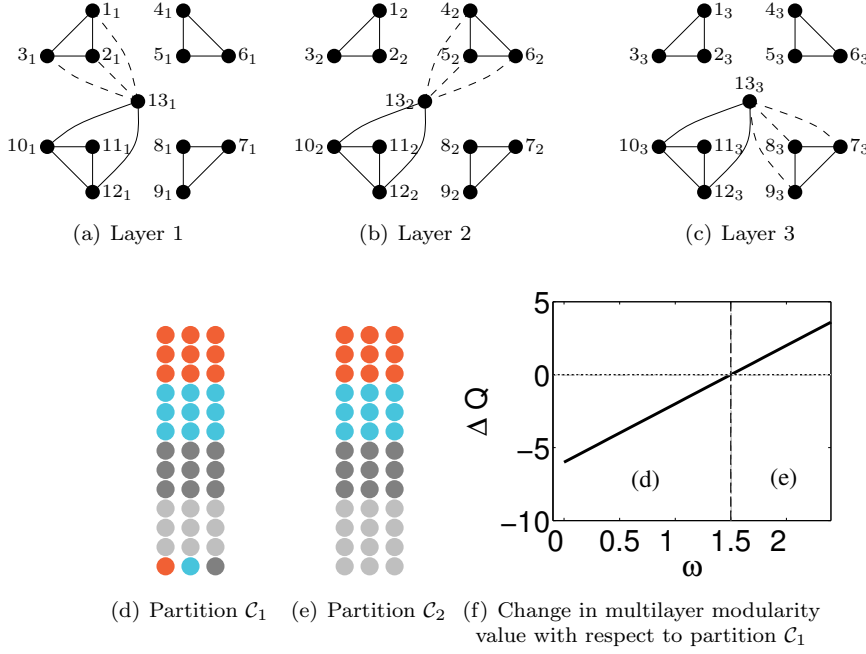 1₁ 4₁ 1₂ 4₂ 1₃ 4₃
3₁ 2₁ 5₁ 6₁ 3₂ 2₂ 5₂ 6₂ 3₃ 2₃ 5₃ 6₃
13₁ 13₂ 13₃
10₁ 11₁ 8₁ 7₁ 10₂ 11₂ 8₂ 7₂ 10₃ 11₃ 8₃ 7₃
12₁ 9₁ 12₂ 9₂ 12₃ 9₃
(a) Layer 1 (b) Layer 2 (c) Layer 3
5
0
−5
−10
Δ Q
(d) (e)
0 0.5 1 1.5 2
ω
(d) Partition 𝒞₁ (e) Partition 𝒞₂ (f) Change in multilayer modularity
value with respect to partition 𝒞₁